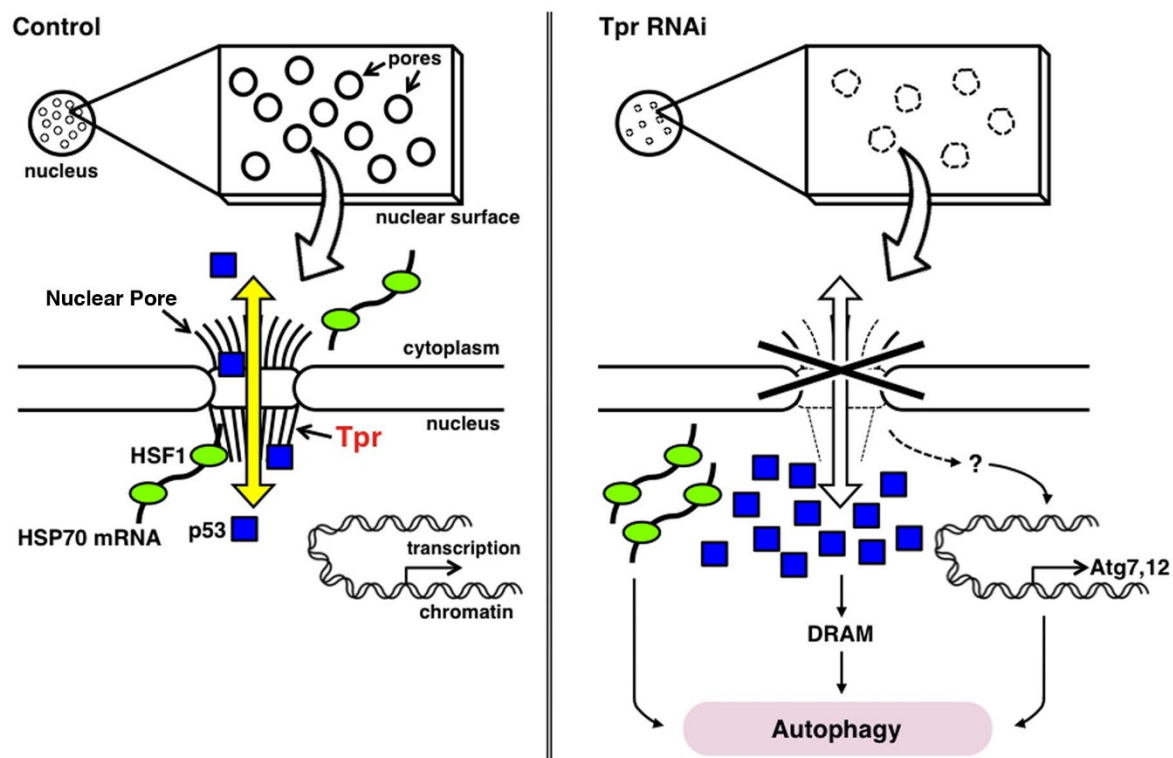 Control
pores
nucleus
nuclear surface
Nuclear Pore
cytoplasm
nucleus
Tpr
HSF1
HSP70 mRNA
p53
transcription
chromatin
Tpr RNAi
?
Atg7,12
DRAM
Autophagy